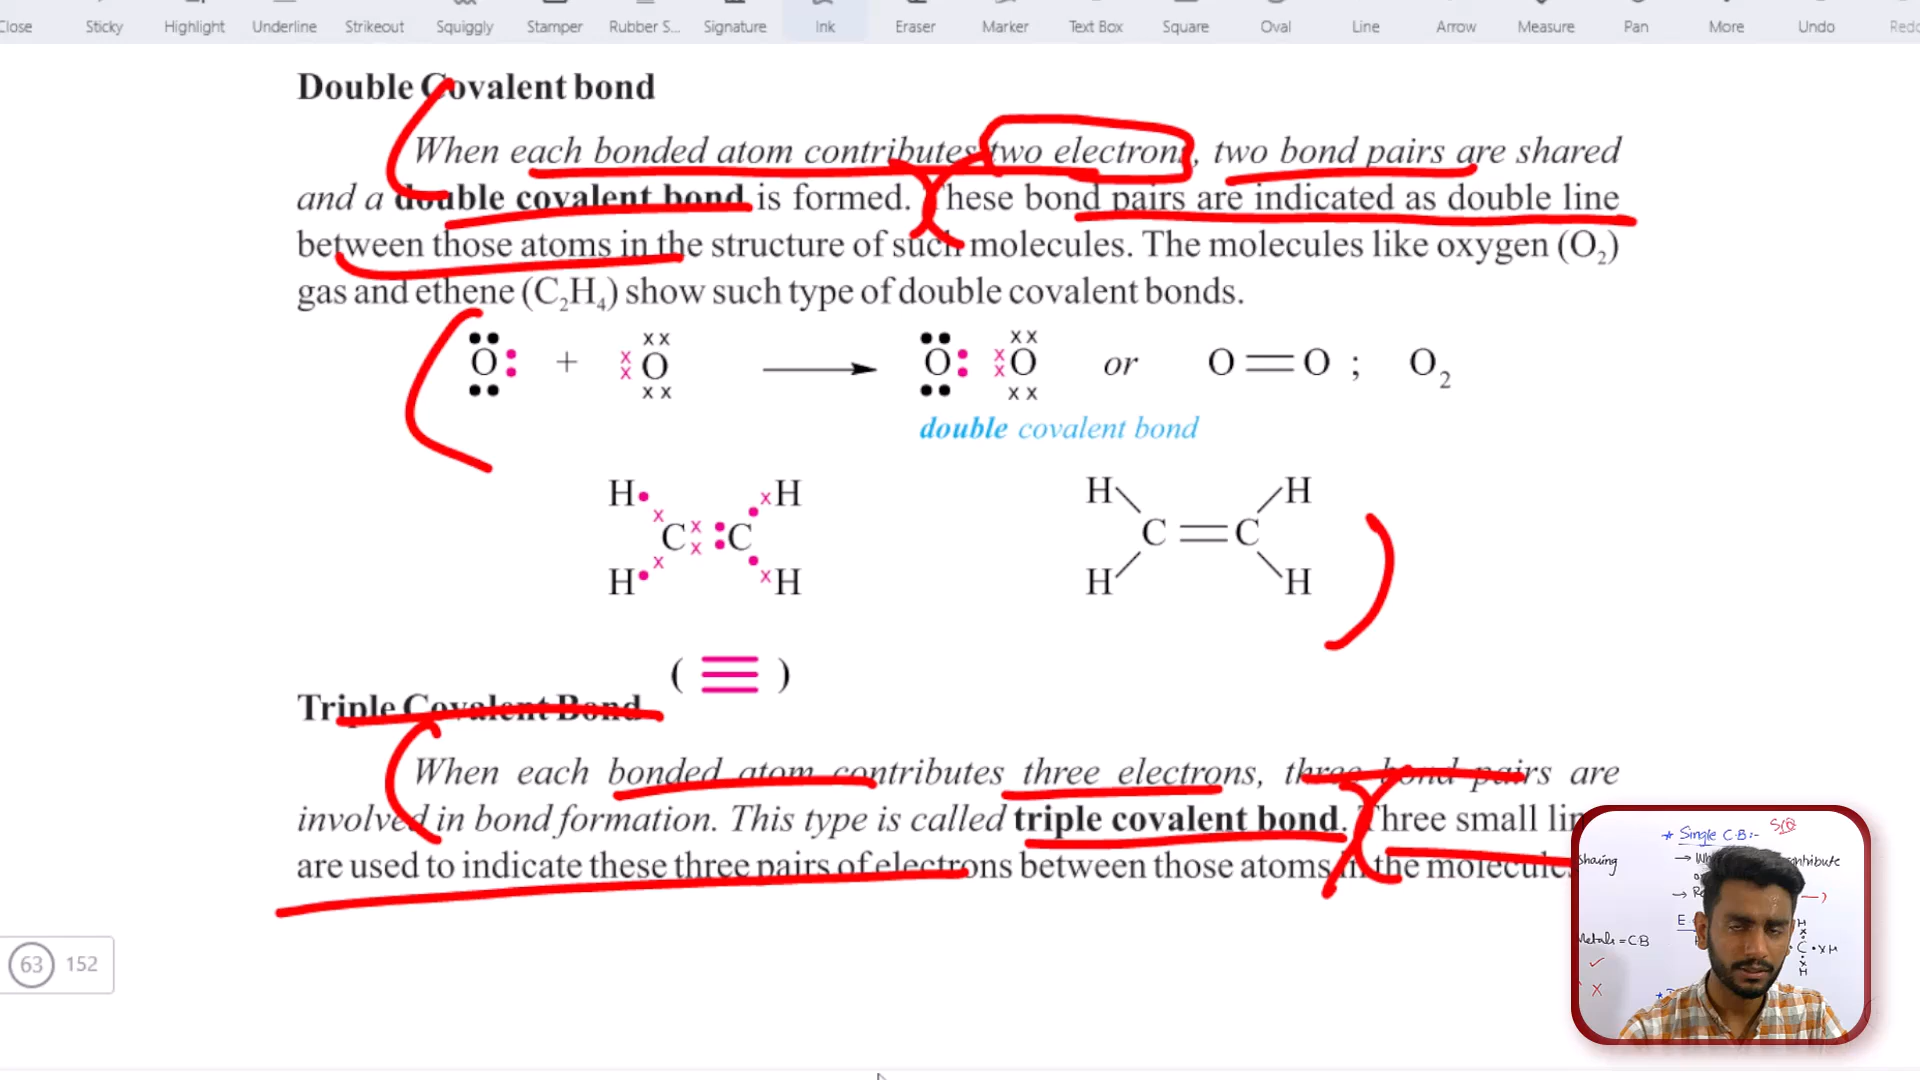 Close Sticky Highlight Underline Strikeout Squiggly Stamper Rubber S... Signature Ink Eraser Marker Text Box Square Oval Line Arrow Measure Pan More Undo Redo
Double Covalent bond
When each bonded atom contributes two electrons, two bond pairs are shared
and a double covalent bond is formed. These bond pairs are indicated as double line
between those atoms in the structure of such molecules. The molecules like oxygen (O₂)
gas and ethene (C₂H₄) show such type of double covalent bonds.
O + O → O O or O=O ; O₂
double covalent bond
H H H H
C C C=C
H H H H
( ≡ )
Triple Covalent Bond
When each bonded atom contributes three electrons, three bond pairs are
involved in bond formation. This type is called triple covalent bond. Three small lin
are used to indicate these three pairs of electrons between those atoms in the molecules
63 152
* Single C.B:- SIQ
Sharing
Metals = CB